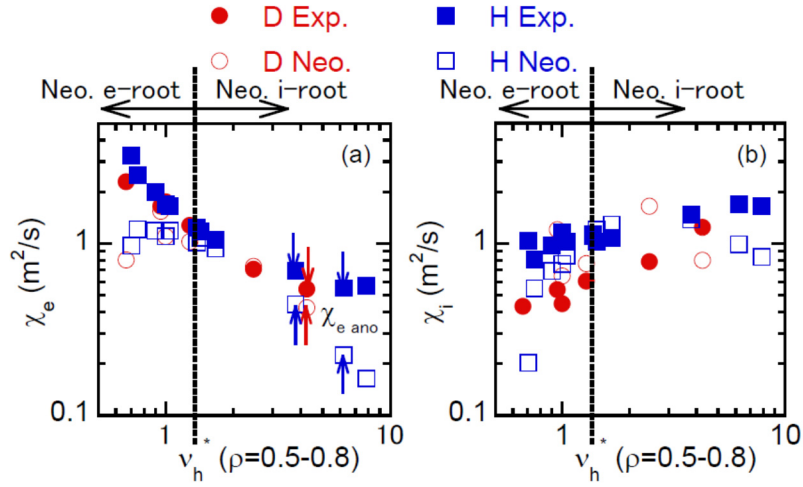 D Exp. H Exp.
D Neo. H Neo.
Neo. e-root Neo. i-root Neo. e-root Neo. i-root
(a) (b)
χe (m²/s) χi (m²/s)
1 1
χe ano
0.1 0.1
1 10 1 10
νh* (ρ=0.5-0.8) νh* (ρ=0.5-0.8)